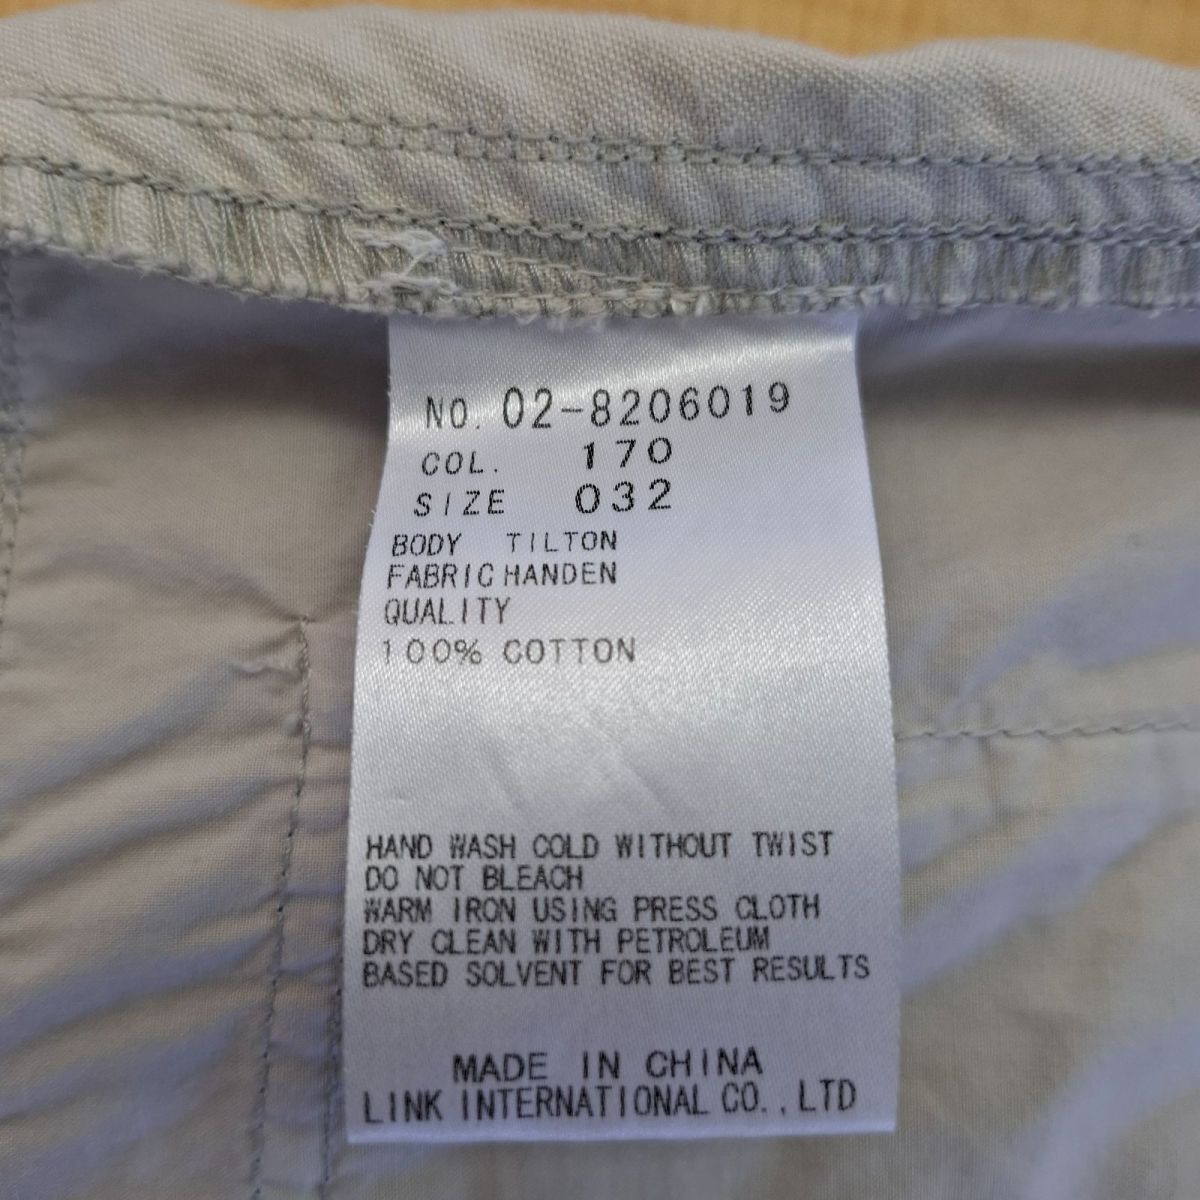 NO. 02-8206019
COL. 170
SIZE 032
BODY TILTON
FABRIC HANDEN
QUALITY
100% COTTON
HAND WASH COLD WITHOUT TWIST
DO NOT BLEACH
WARM IRON USING PRESS CLOTH
DRY CLEAN WITH PETROLEUM
BASED SOLVENT FOR BEST RESULTS
MADE IN CHINA
LINK INTERNATIONAL CO., LTD